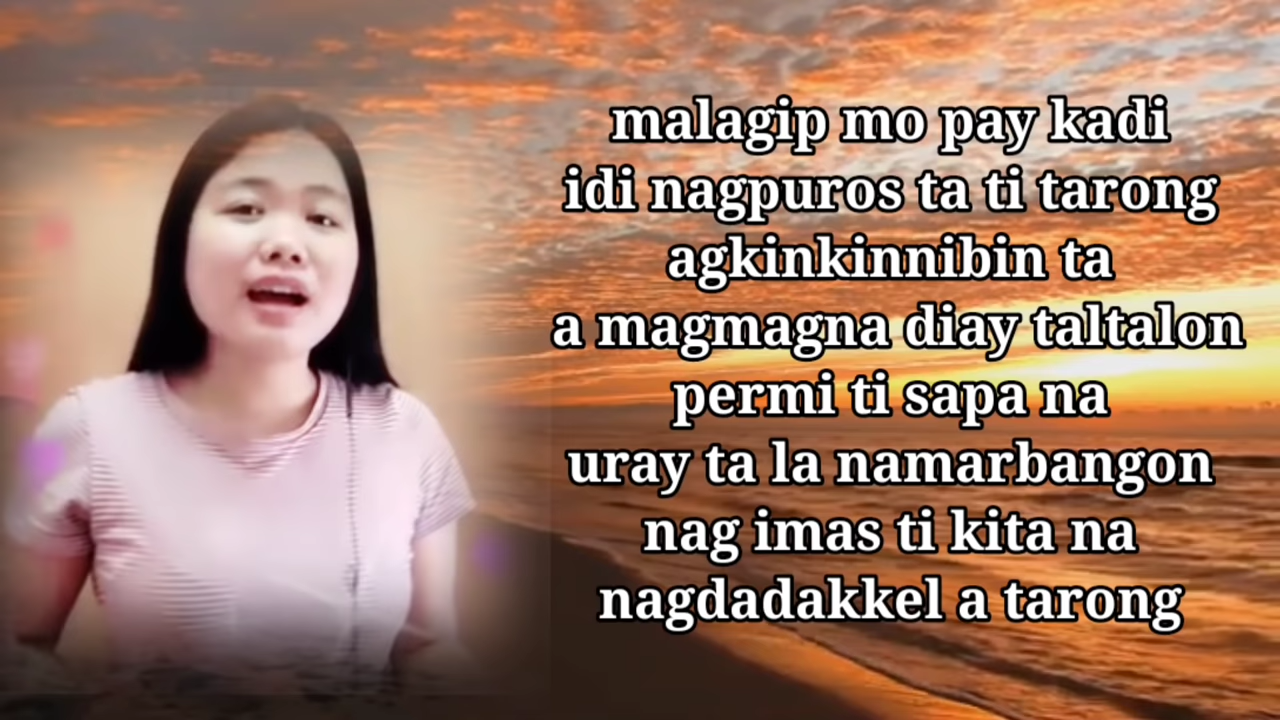 malagip mo pay kadi
idi nagpuros ta ti tarong
agkinkinnibin ta
a magmagna diay taltalon
permi ti sapa na
uray ta la namarbangon
nag imas ti kita na
nagdadakkel a tarong